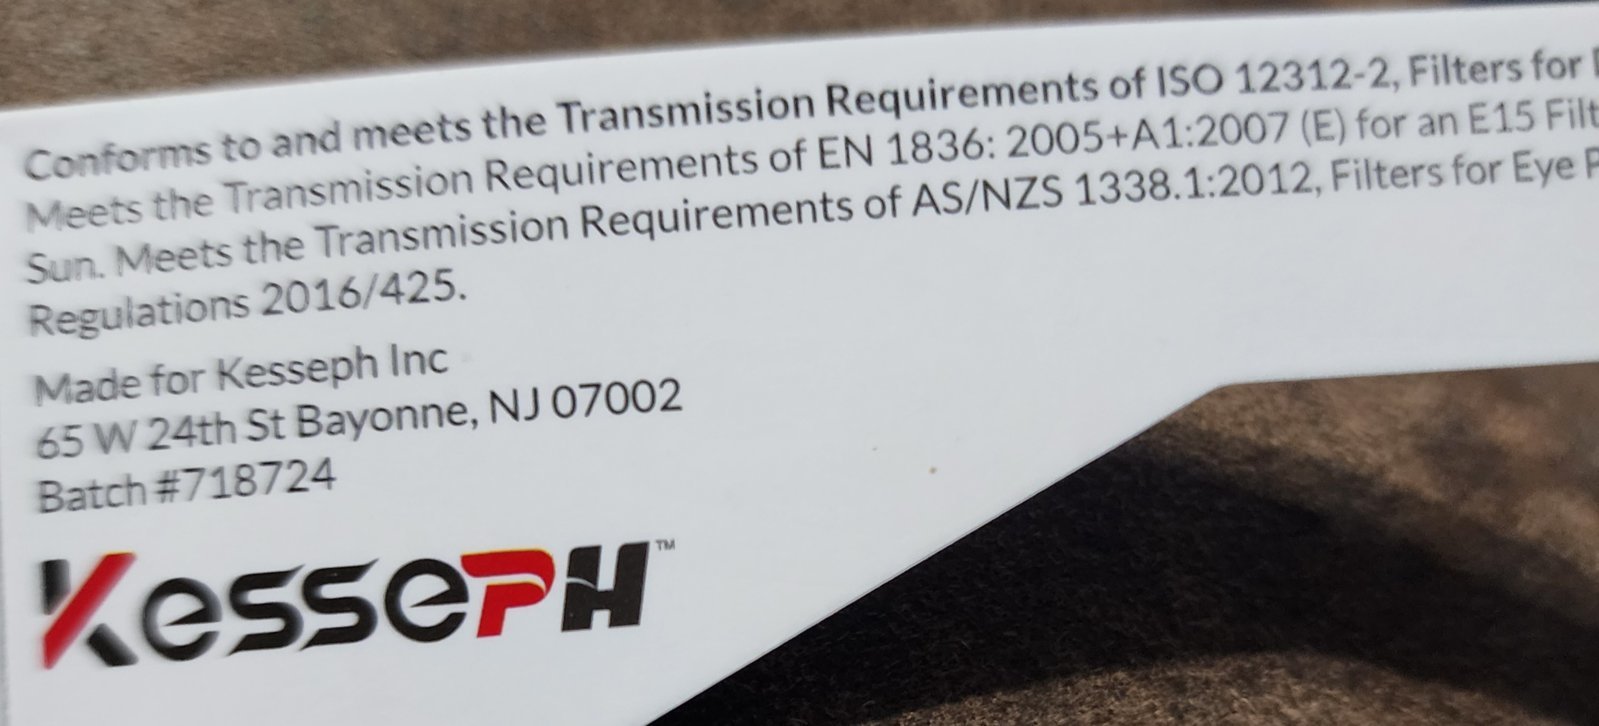 Conforms to and meets the Transmission Requirements of ISO 12312-2, Filters for
Meets the Transmission Requirements of EN 1836: 2005+A1:2007 (E) for an E15 Filt
Sun. Meets the Transmission Requirements of AS/NZS 1338.1:2012, Filters for Eye P
Regulations 2016/425.
Made for Kesseph Inc
65 W 24th St Bayonne, NJ 07002
Batch #718724
KessePH™